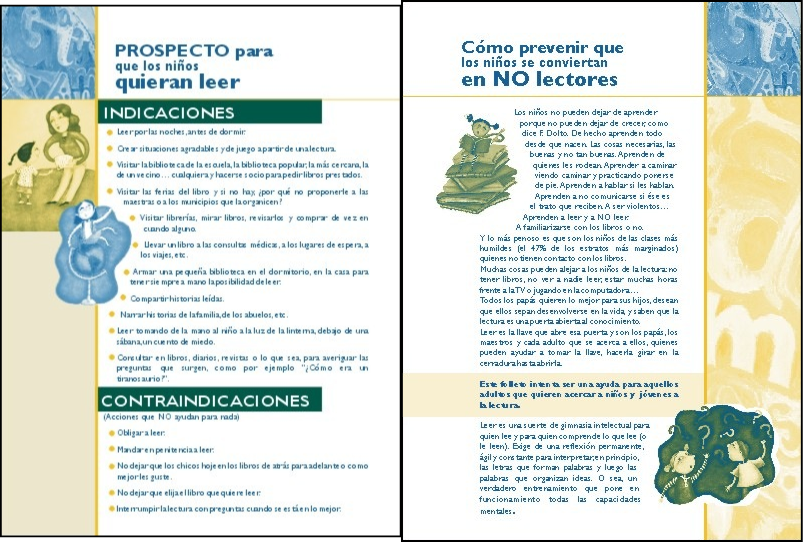 PROSPECTO para
que los niños
quieran leer
INDICACIONES
Leer por las noches, antes de dormir.
Crear situaciones agradables y de juego a partir de una lectura.
Visitar la biblioteca de la escuela, la biblioteca popular, la más cercana, la
de un vecino... cualquiera y hacerse socio para pedir libros prestados.
Visitar las ferias del libro y si no hay, ¿por qué no proponerle a las
maestras o a los municipios que la organicen?
Visitar librerías, mirar libros, revisarlos y comprar de vez en
cuando alguno.
Llevar un libro a las consultas médicas, a los lugares de espera, a
los viajes, etc.
Armar una pequeña biblioteca en el dormitorio, en la casa para
tener siempre a mano la posibilidad de leer.
Compartir historias leídas.
Narrar historias de la familia, de los abuelos, etc.
Leer tomando de la mano al niño a la luz de la linterna, debajo de una
sábana, un cuento de miedo.
Consultar en libros, diarios, revistas o lo que sea, para averiguar las
preguntas que surgen, como por ejemplo "¿Cómo era un
tiranosaurio?".
CONTRAINDICACIONES
(Acciones que NO ayudan para nada)
Obligar a leer.
Mandar en penitencia a leer.
No dejar que los chicos hojeen los libros de atrás para adelante o como
mejor les guste.
No dejar que elija el libro que quiere leer.
Interrumpir la lectura con preguntas cuando se está en lo mejor.
Cómo prevenir que
los niños se conviertan
en NO lectores
Los niños no pueden dejar de aprender
porque no pueden dejar de crecer, como
dice F. Dolto. De hecho aprenden todo
desde que nacen. Las cosas necesarias, las
buenas y no tan buenas. Aprenden de
quienes les rodean. Aprender a caminar
viendo caminar y practicando ponerse
de pie. Aprenden a hablar si les hablan.
Aprenden a no comunicarse si ése es
el trato que reciben. A ser violentos...
Aprenden a leer y a NO leer.
A familiarizarse con los libros o no.
Y lo más penoso es que son los niños de las clases más
humildes (el 47% de los estratos más marginados)
quienes no tienen contacto con los libros.
Muchas cosas pueden alejar a los niños de la lectura: no
tener libros, no ver a nadie leer, estar muchas horas
frente a la TV o jugando en la computadora...
Todos los papás quieren lo mejor para sus hijos, desean
que ellos sepan desenvolverse en la vida, y saben que la
lectura es una puerta abierta al conocimiento.
Leer es la llave que abre esa puerta y son los papás, los
maestros y cada adulto que se acerca a ellos, quienes
pueden ayudar a tomar la llave, hacerla girar en la
cerradura hasta abrirla.
Este folleto intenta ser una ayuda para aquellos
adultos que quieren acercar a niños y jóvenes a
la lectura.
Leer es una suerte de gimnasia intelectual para
quien lee y para quien comprende lo que lee (o
le leen). Exige de una reflexión permanente,
ágil y constante para interpretar, en principio,
las letras que forman palabras y luego las
palabras que organizan ideas. O sea, un
verdadero entrenamiento que pone en
funcionamiento todas las capacidades
mentales.